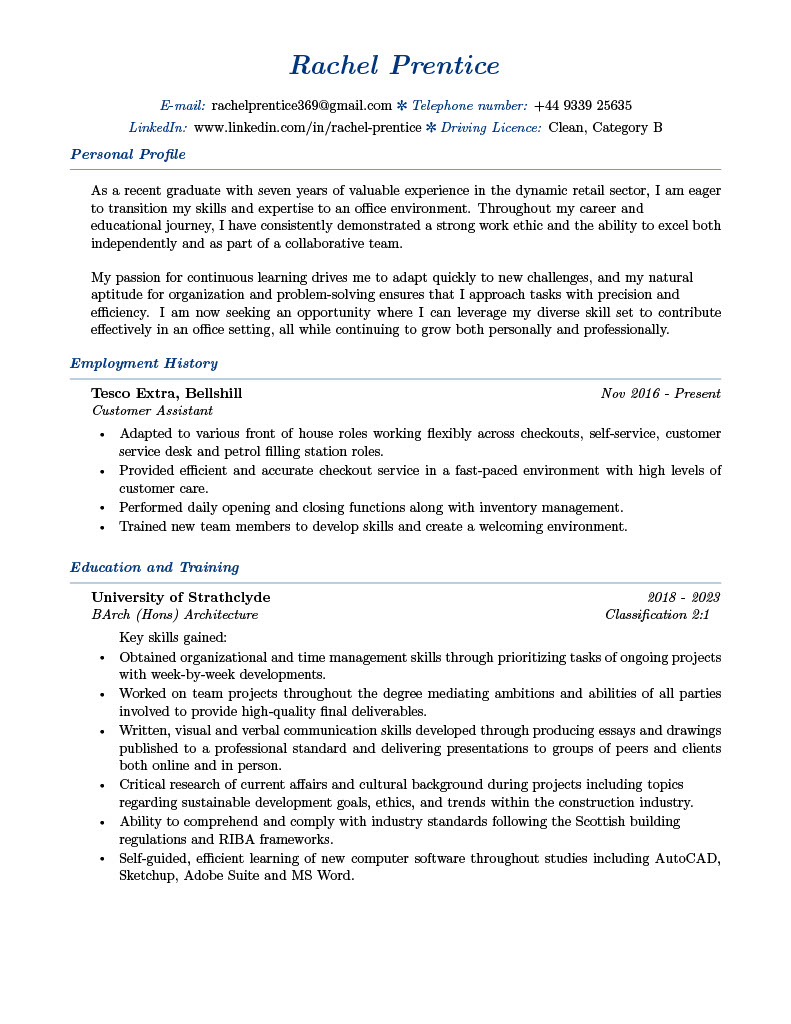 Rachel Prentice
E-mail: rachelprentice369@gmail.com ✻ Telephone number: +44 9339 25635
LinkedIn: www.linkedin.com/in/rachel-prentice ✻ Driving Licence: Clean, Category B
Personal Profile
As a recent graduate with seven years of valuable experience in the dynamic retail sector, I am eager
to transition my skills and expertise to an office environment. Throughout my career and
educational journey, I have consistently demonstrated a strong work ethic and the ability to excel both
independently and as part of a collaborative team.
My passion for continuous learning drives me to adapt quickly to new challenges, and my natural
aptitude for organization and problem-solving ensures that I approach tasks with precision and
efficiency. I am now seeking an opportunity where I can leverage my diverse skill set to contribute
effectively in an office setting, all while continuing to grow both personally and professionally.
Employment History
Tesco Extra, Bellshill Nov 2016 - Present
Customer Assistant
• Adapted to various front of house roles working flexibly across checkouts, self-service, customer
service desk and petrol filling station roles.
• Provided efficient and accurate checkout service in a fast-paced environment with high levels of
customer care.
• Performed daily opening and closing functions along with inventory management.
• Trained new team members to develop skills and create a welcoming environment.
Education and Training
University of Strathclyde 2018 - 2023
BArch (Hons) Architecture Classification 2:1
Key skills gained:
• Obtained organizational and time management skills through prioritizing tasks of ongoing projects
with week-by-week developments.
• Worked on team projects throughout the degree mediating ambitions and abilities of all parties
involved to provide high-quality final deliverables.
• Written, visual and verbal communication skills developed through producing essays and drawings
published to a professional standard and delivering presentations to groups of peers and clients
both online and in person.
• Critical research of current affairs and cultural background during projects including topics
regarding sustainable development goals, ethics, and trends within the construction industry.
• Ability to comprehend and comply with industry standards following the Scottish building
regulations and RIBA frameworks.
• Self-guided, efficient learning of new computer software throughout studies including AutoCAD,
Sketchup, Adobe Suite and MS Word.